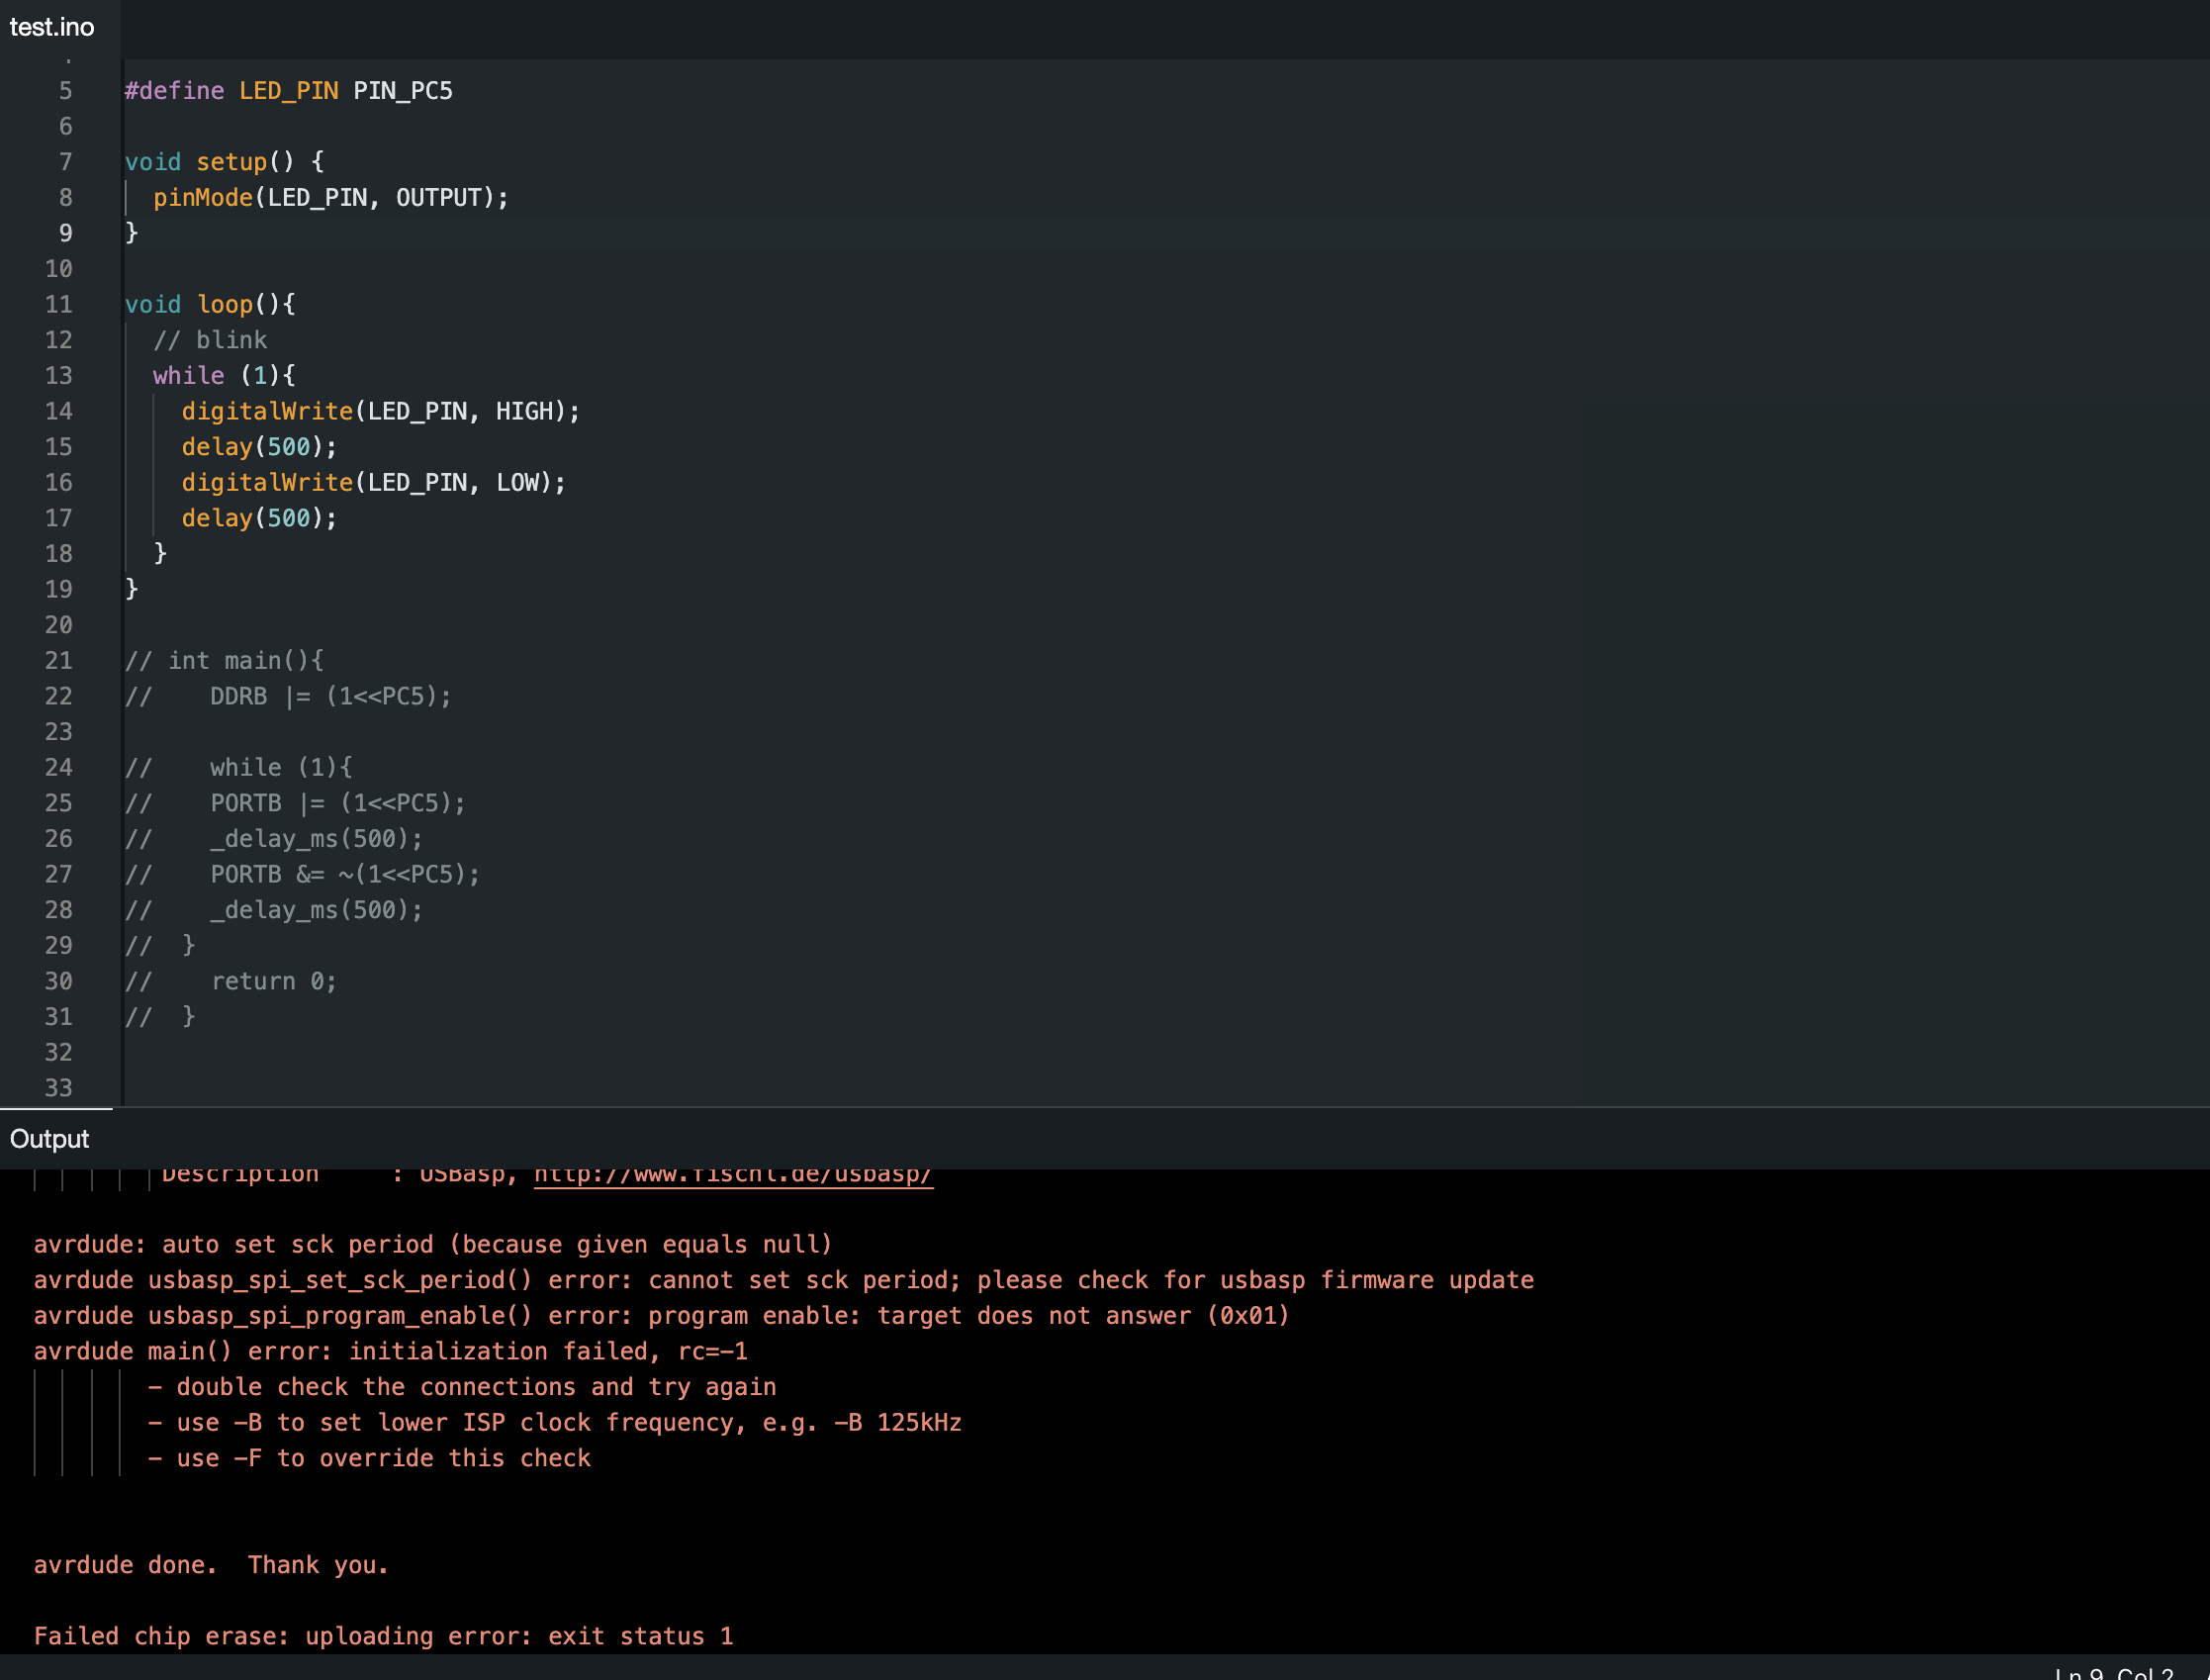 test.ino
5 #define LED_PIN PIN_PC5
6
7 void setup() {
8   pinMode(LED_PIN, OUTPUT);
9 }
10
11 void loop(){
12   // blink
13   while (1){
14     digitalWrite(LED_PIN, HIGH);
15     delay(500);
16     digitalWrite(LED_PIN, LOW);
17     delay(500);
18   }
19 }
20
21 // int main(){
22 //    DDRB |= (1<<PC5);
23
24 //    while (1){
25 //    PORTB |= (1<<PC5);
26 //    _delay_ms(500);
27 //    PORTB &= ~(1<<PC5);
28 //    _delay_ms(500);
29 //  }
30 //    return 0;
31 //  }
32
33
Output
Description     : USBasp, http://www.fischl.de/usbasp/
avrdude: auto set sck period (because given equals null)
avrdude usbasp_spi_set_sck_period() error: cannot set sck period; please check for usbasp firmware update
avrdude usbasp_spi_program_enable() error: program enable: target does not answer (0x01)
avrdude main() error: initialization failed, rc=-1
- double check the connections and try again
- use -B to set lower ISP clock frequency, e.g. -B 125kHz
- use -F to override this check
avrdude done.  Thank you.
Failed chip erase: uploading error: exit status 1
Ln 9, Col 2